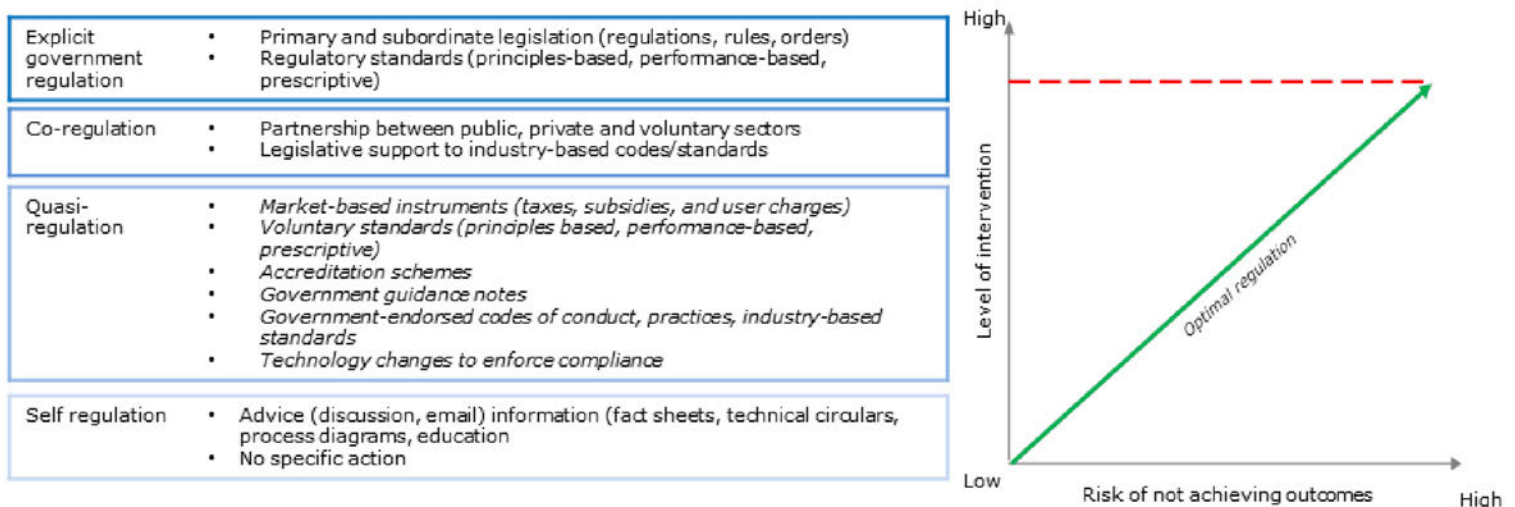 Explicit
government
regulation
• Primary and subordinate legislation (regulations, rules, orders)
• Regulatory standards (principles-based, performance-based,
prescriptive)
Co-regulation
• Partnership between public, private and voluntary sectors
• Legislative support to industry-based codes/standards
Quasi-
regulation
• Market-based instruments (taxes, subsidies, and user charges)
• Voluntary standards (principles based, performance-based,
prescriptive)
• Accreditation schemes
• Government guidance notes
• Government-endorsed codes of conduct, practices, industry-based
standards
• Technology changes to enforce compliance
Self regulation
• Advice (discussion, email) information (fact sheets, technical circulars,
process diagrams, education
• No specific action
High
Level of intervention
Optimal regulation
Low
Risk of not achieving outcomes
High